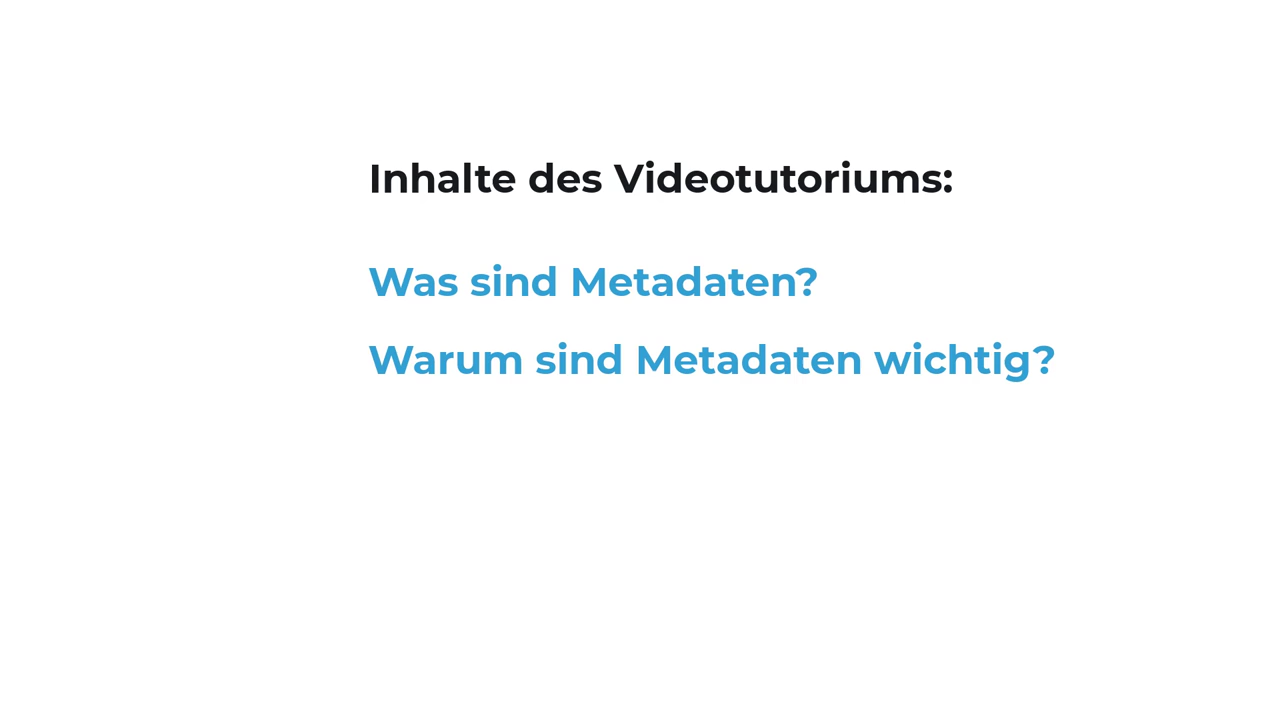 Inhalte des Videotutoriums:
Was sind Metadaten?
Warum sind Metadaten wichtig?